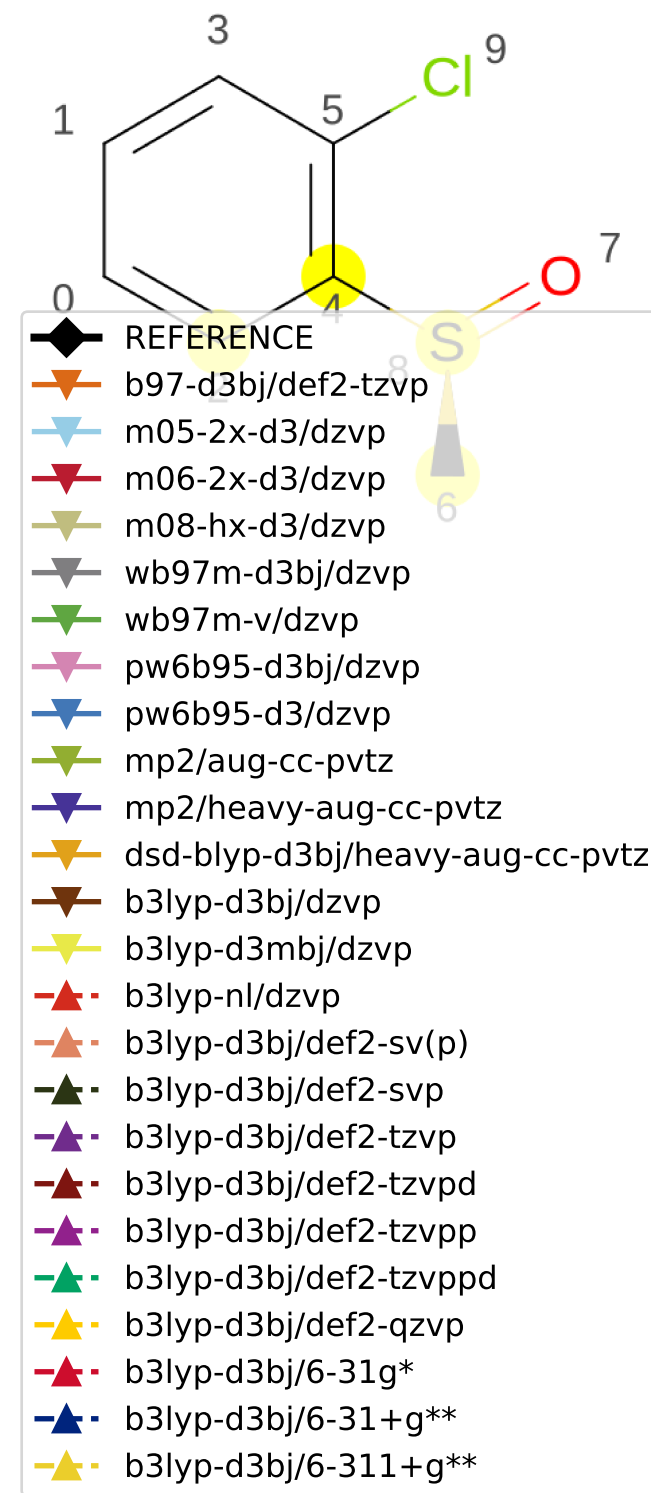 3
Cl 9
5
1
O 7
0
4
REFERENCE
S
8
b97-d3bj/def2-tzvp
2
m05-2x-d3/dzvp
m06-2x-d3/dzvp
6
m08-hx-d3/dzvp
wb97m-d3bj/dzvp
wb97m-v/dzvp
pw6b95-d3bj/dzvp
pw6b95-d3/dzvp
mp2/aug-cc-pvtz
mp2/heavy-aug-cc-pvtz
dsd-blyp-d3bj/heavy-aug-cc-pvtz
b3lyp-d3bj/dzvp
b3lyp-d3mbj/dzvp
b3lyp-nl/dzvp
b3lyp-d3bj/def2-sv(p)
b3lyp-d3bj/def2-svp
b3lyp-d3bj/def2-tzvp
b3lyp-d3bj/def2-tzvpd
b3lyp-d3bj/def2-tzvpp
b3lyp-d3bj/def2-tzvppd
b3lyp-d3bj/def2-qzvp
b3lyp-d3bj/6-31g*
b3lyp-d3bj/6-31+g**
b3lyp-d3bj/6-311+g**